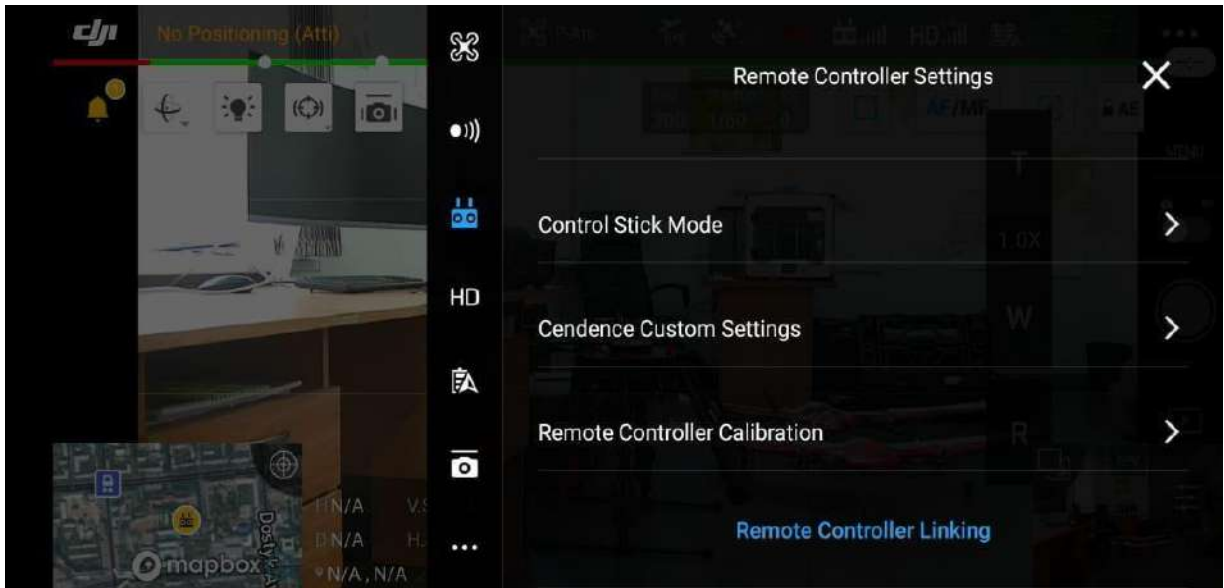 dji
No Positioning (Atti)
Remote Controller Settings
AF/MF
AE
MENU
T
Control Stick Mode
1.0X
HD
W
Cendence Custom Settings
Remote Controller Calibration
R
Remote Controller Linking
H N/A
V.S
D N/A
H.
N/A, N/A
mapbox